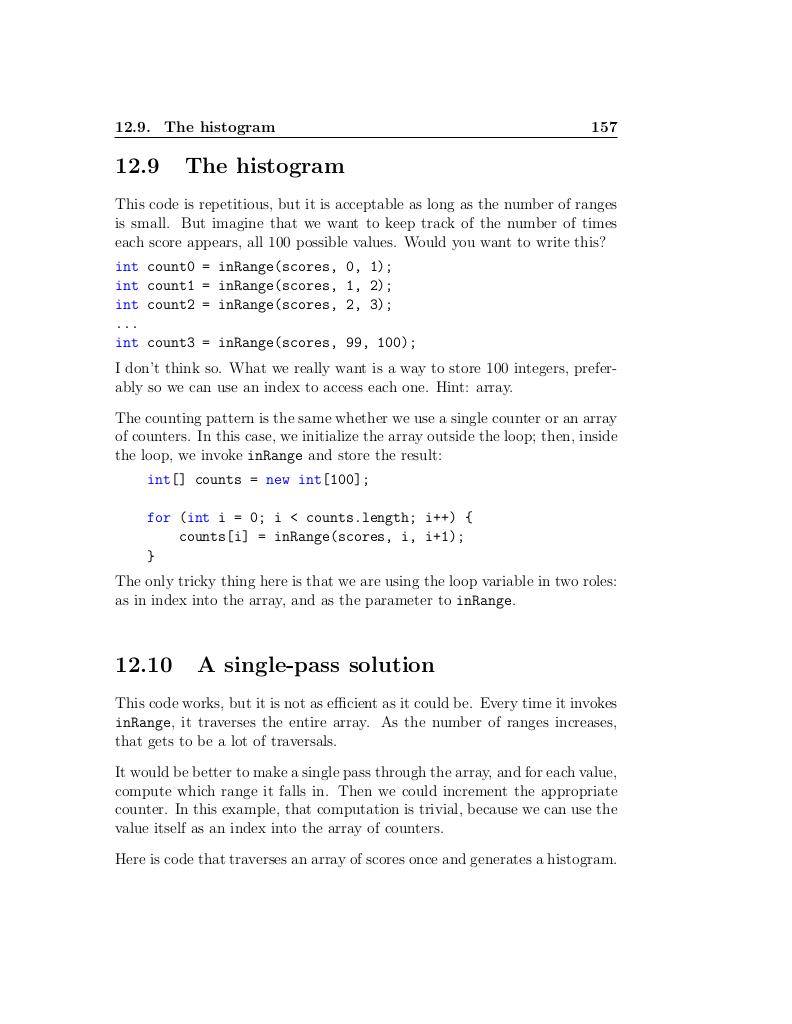 12.9. The histogram 157
12.9 The histogram
This code is repetitious, but it is acceptable as long as the number of ranges
is small. But imagine that we want to keep track of the number of times
each score appears, all 100 possible values. Would you want to write this?
int count0 = inRange(scores, 0, 1);
int count1 = inRange(scores, 1, 2);
int count2 = inRange(scores, 2, 3);
...
int count3 = inRange(scores, 99, 100);
I don't think so. What we really want is a way to store 100 integers, prefer-
ably so we can use an index to access each one. Hint: array.
The counting pattern is the same whether we use a single counter or an array
of counters. In this case, we initialize the array outside the loop; then, inside
the loop, we invoke inRange and store the result:
int[] counts = new int[100];
for (int i = 0; i < counts.length; i++) {
counts[i] = inRange(scores, i, i+1);
}
The only tricky thing here is that we are using the loop variable in two roles:
as in index into the array, and as the parameter to inRange.
12.10 A single-pass solution
This code works, but it is not as efficient as it could be. Every time it invokes
inRange, it traverses the entire array. As the number of ranges increases,
that gets to be a lot of traversals.
It would be better to make a single pass through the array, and for each value,
compute which range it falls in. Then we could increment the appropriate
counter. In this example, that computation is trivial, because we can use the
value itself as an index into the array of counters.
Here is code that traverses an array of scores once and generates a histogram.